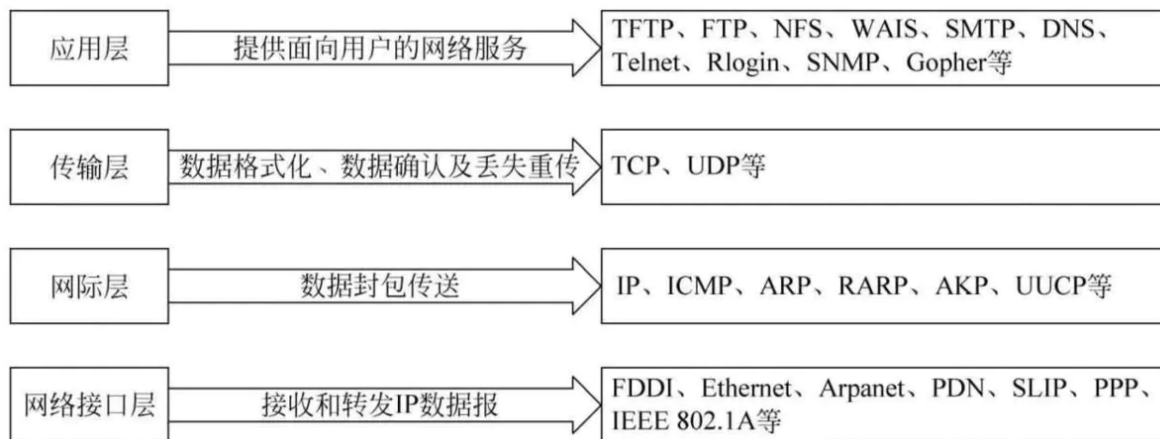 应用层
提供面向用户的网络服务
TFTP、FTP、NFS、WAIS、SMTP、DNS、
Telnet、Rlogin、SNMP、Gopher等
传输层
数据格式化、数据确认及丢失重传
TCP、UDP等
网际层
数据封包传送
IP、ICMP、ARP、RARP、AKP、UUCP等
网络接口层
接收和转发IP数据报
FDDI、Ethernet、Arpanet、PDN、SLIP、PPP、
IEEE 802.1A等